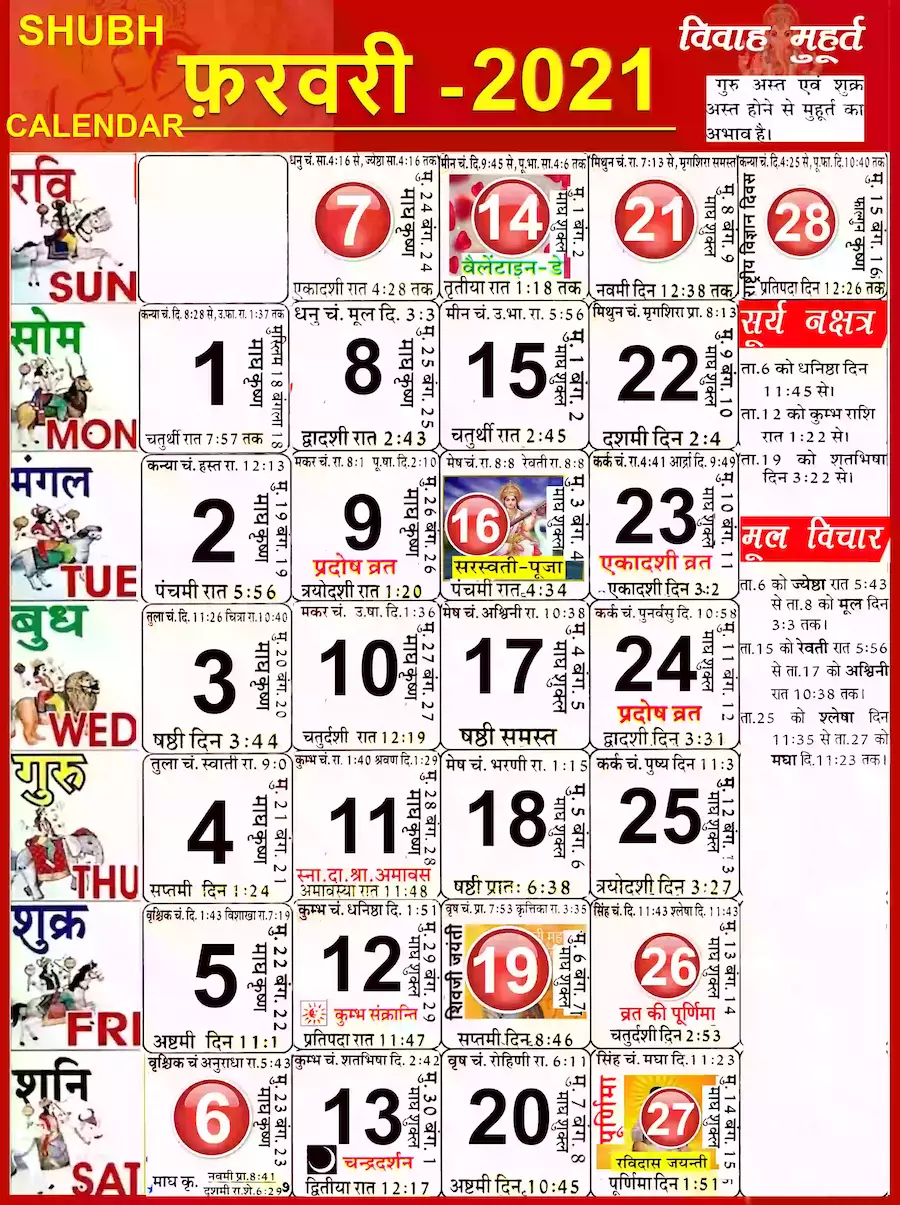 SHUBH
CALENDAR
फ़रवरी -2021
विवाह मुहूर्त
गुरु अस्त एवं शुक्र
अस्त होने से मुहूर्त का
अभाव है।
रवि
SUN
धनु चं. सा.4:16 से, ज्येष्ठा सा.4:16 तक
7
मु. 24 बंग. 24
माघ कृष्ण
एकादशी रात 4:28 तक
मीन चं. दि.9:45 से, पू.भा. सा.4:6 तक
14
मु. 1 बंग. 2
माघ शुक्ल
वैलेंटाइन-डे
तृतीया रात 1:18 तक
मिथुन चं. रा. 7:13 से, मृगशिरा समस्त
21
मु. 8 बंग. 9
माघ शुक्ल
नवमी दिन 12:38 तक
कन्या चं. दि.4:25 से, पू.फा. दि.10:40 तक
राष्ट्रीय विज्ञान दिवस
28
मु. 15 बंग. 16
फाल्गुन कृष्ण
प्रतिपदा दिन 12:26 तक
सोम
MON
कन्या चं. दि. 8:28 से, उ.फा. रा. 1:37 तक
1
मुस्लिम 18 बंगला 18
माघ कृष्ण
चतुर्थी रात 7:57 तक
धनु चं. मूल दि. 3:3
8
मु. 25 बंग. 25
माघ कृष्ण
द्वादशी रात 2:43
मीन चं. उ.भा. रा. 5:56
15
मु. 1 बंग. 2
माघ शुक्ल
चतुर्थी रात 2:45
मिथुन चं. मृगशिरा प्रा. 8:13
22
मु. 9 बंग. 10
माघ शुक्ल
दशमी दिन 2:4
सूर्य नक्षत्र
ता.6 को धनिष्ठा दिन
11:45 से।
ता.12 को कुम्भ राशि
रात 1:22 से।
ता.19 को शतभिषा
दिन 3:22 से।
मंगल
TUE
कन्या चं. हस्त रा. 12:13
2
मु. 19 बंग. 19
माघ कृष्ण
पंचमी रात 5:56
मकर चं. रा. 8:1 पू.षा. दि.2:10
9
मु. 26 बंग. 26
माघ कृष्ण
प्रदोष व्रत
त्रयोदशी रात 1:20
मेष चं. रा. 8:8 रेवती रा. 8:8
16
मु. 3 बंग. 4
माघ शुक्ल
सरस्वती-पूजा
पंचमी रात.4:34
कर्क चं. रा.4:41 आर्द्रा दि. 9:49
23
मु. 10 बंग. 11
माघ शुक्ल
एकादशी व्रत
एकादशी दिन 3:2
मूल विचार
ता.6 को ज्येष्ठा रात 5:43
से ता.8 को मूल दिन
3:3 तक।
ता.15 को रेवती रात 5:56
से ता.17 को अश्विनी
रात 10:38 तक।
ता.25 को श्लेषा दिन
11:35 से ता.27 को
मघा दि.11:23 तक।
बुध
WED
तुला चं. दि. 11:26 चित्रा रा.10:40
3
मु. 20 बंग. 20
माघ कृष्ण
षष्ठी दिन 3:44
मकर चं. उ.षा. दि. 1:36
10
मु. 27 बंग. 27
माघ कृष्ण
चतुर्दशी रात 12:19
मेष चं. अश्विनी रा. 10:38
17
मु. 4 बंग. 5
माघ शुक्ल
षष्ठी समस्त
कर्क चं. पुनर्वसु दि. 10:58
24
मु. 11 बंग. 12
माघ शुक्ल
प्रदोष व्रत
द्वादशी दिन 3:31
गुरु
THU
तुला चं. स्वाती रा. 9:0
4
मु. 21 बंग. 21
माघ कृष्ण
सप्तमी दिन 1:24
कुम्भ चं. रा. 1:40 श्रवण दि. 1:29
11
मु. 28 बंग. 28
माघ कृष्ण
स्ना.दा.श्रा.अमावस
अमावस्या रात 11:48
मेष चं. भरणी रा. 1:15
18
मु. 5 बंग. 6
माघ शुक्ल
षष्ठी प्रातः 6:38
कर्क चं. पुष्य दिन 11:3
25
मु. 12 बंग. 13
माघ शुक्ल
त्रयोदशी दिन 3:27
शुक्र
FRI
वृश्चिक चं. दि. 1:43 विशाखा रा.7:19
5
मु. 22 बंग. 22
माघ कृष्ण
अष्टमी दिन 11:1
कुम्भ चं. धनिष्ठा दि. 1:51
12
मु. 29 बंग. 29
माघ शुक्ल
कुम्भ संक्रान्ति
प्रतिपदा रात 11:47
वृष चं. प्रा. 7:53 कृत्तिका रा. 3:35
शिवाजी जयंती
19
मु. 6 बंग. 7
माघ शुक्ल
सप्तमी दिन.8:46
सिंह चं. दि. 11:43 श्लेषा दि. 11:43
26
मु. 13 बंग. 14
माघ शुक्ल
व्रत की पूर्णिमा
चतुर्दशी दिन 2:53
शनि
SAT
वृश्चिक चं अनुराधा रा.5:43
6
मु. 23 बंग. 23
माघ कृष्ण
माघ कृ. नवमी प्रा.8:41
दशमी रा.शे.6:29
कुम्भ चं. शतभिषा दि. 2:42
13
मु. 30 बंग. 1
माघ शुक्ल
चन्द्रदर्शन
द्वितीया रात 12:17
वृष चं. रोहिणी रा. 6:11
20
मु. 7 बंग. 8
माघ शुक्ल
अष्टमी दिन. 10:45
सिंह चं. मघा दि. 11:23
पूर्णिमा
27
मु. 14 बंग. 15
माघ शुक्ल
रविदास जयन्ती
पूर्णिमा दिन 1:51